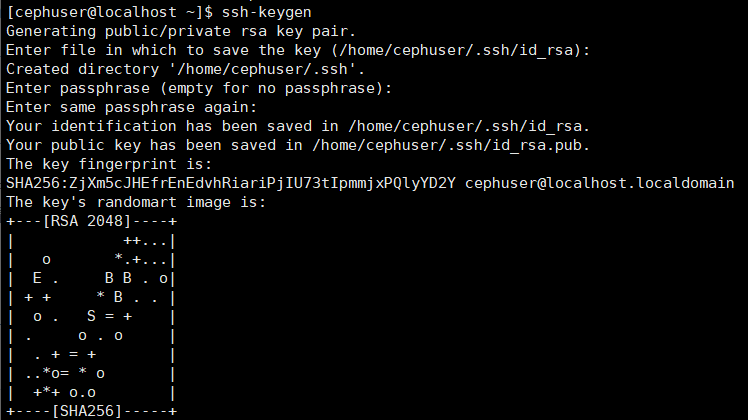 [cephuser@localhost ~]$ ssh-keygen
Generating public/private rsa key pair.
Enter file in which to save the key (/home/cephuser/.ssh/id_rsa):
Created directory '/home/cephuser/.ssh'.
Enter passphrase (empty for no passphrase):
Enter same passphrase again:
Your identification has been saved in /home/cephuser/.ssh/id_rsa.
Your public key has been saved in /home/cephuser/.ssh/id_rsa.pub.
The key fingerprint is:
SHA256:ZjXm5cJHEfrEnEdvhRiariPjIU73tIpmmjxPQlyYD2Y cephuser@localhost.localdomain
The key's randomart image is:
+---[RSA 2048]----+
|            ++...|
|   o       *.+...|
|  E .     B B . o|
| + +     * B . . |
|  o .   S = +    |
| .     o . o     |
|  . + = +        |
| ..*o= * o       |
|  +*+ o.o        |
+----[SHA256]-----+